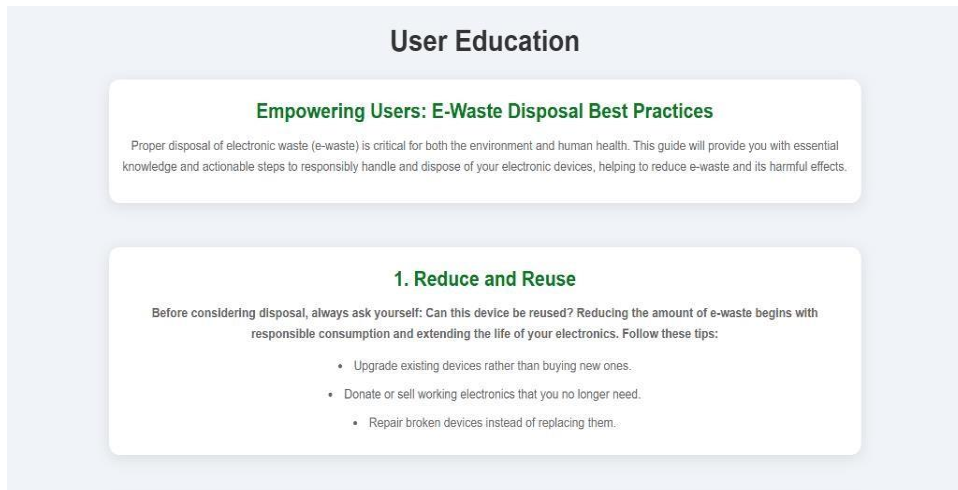 User Education
Empowering Users: E-Waste Disposal Best Practices
Proper disposal of electronic waste (e-waste) is critical for both the environment and human health. This guide will provide you with essential
knowledge and actionable steps to responsibly handle and dispose of your electronic devices, helping to reduce e-waste and its harmful effects.
1. Reduce and Reuse
Before considering disposal, always ask yourself: Can this device be reused? Reducing the amount of e-waste begins with
responsible consumption and extending the life of your electronics. Follow these tips:
• Upgrade existing devices rather than buying new ones.
• Donate or sell working electronics that you no longer need.
• Repair broken devices instead of replacing them.